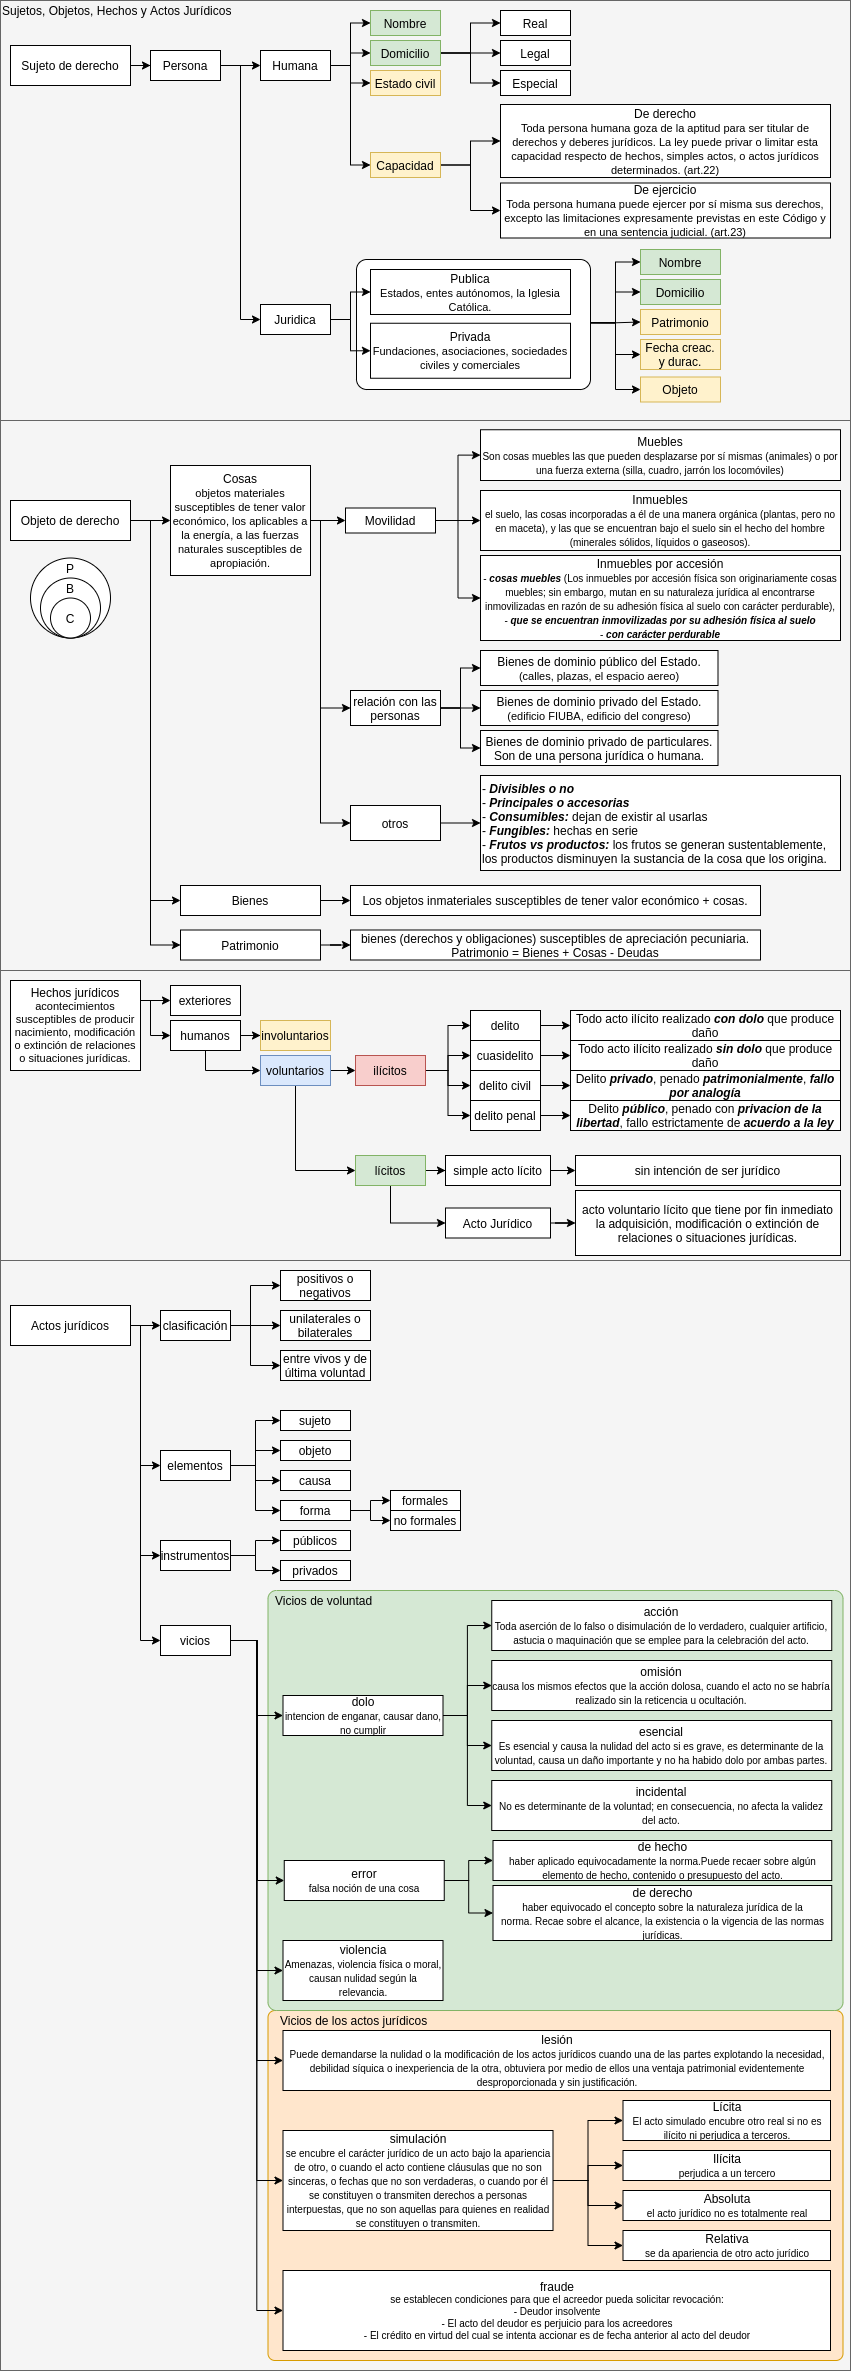 Sujetos, Objetos, Hechos y Actos Jurídicos
Sujeto de derecho
Persona
Humana
Nombre
Domicilio
Estado civil
Capacidad
Real
Legal
Especial
De derecho
Toda persona humana goza de la aptitud para ser titular de
derechos y deberes jurídicos. La ley puede privar o limitar esta
capacidad respecto de hechos, simples actos, o actos jurídicos
determinados. (art.22)
De ejercicio
Toda persona humana puede ejercer por sí misma sus derechos,
excepto las limitaciones expresamente previstas en este Código y
en una sentencia judicial. (art.23)
Juridica
Publica
Estados, entes autónomos, la Iglesia
Católica.
Privada
Fundaciones, asociaciones, sociedades
civiles y comerciales
Nombre
Domicilio
Patrimonio
Fecha creac.
y durac.
Objeto
Objeto de derecho
P
B
C
Cosas
objetos materiales
susceptibles de tener valor
económico, los aplicables a
la energía, a las fuerzas
naturales susceptibles de
apropiación.
Movilidad
Muebles
Son cosas muebles las que pueden desplazarse por sí mismas (animales) o por
una fuerza externa (silla, cuadro, jarrón los locomóviles)
Inmuebles
el suelo, las cosas incorporadas a él de una manera orgánica (plantas, pero no
en maceta), y las que se encuentran bajo el suelo sin el hecho del hombre
(minerales sólidos, líquidos o gaseosos).
Inmuebles por accesión
- cosas muebles (Los inmuebles por accesión física son originariamente cosas
muebles; sin embargo, mutan en su naturaleza jurídica al encontrarse
inmovilizadas en razón de su adhesión física al suelo con carácter perdurable),
- que se encuentran inmovilizadas por su adhesión física al suelo
- con carácter perdurable
relación con las
personas
Bienes de dominio público del Estado.
(calles, plazas, el espacio aereo)
Bienes de dominio privado del Estado.
(edificio FIUBA, edificio del congreso)
Bienes de dominio privado de particulares.
Son de una persona jurídica o humana.
otros
- Divisibles o no
- Principales o accesorias
- Consumibles: dejan de existir al usarlas
- Fungibles: hechas en serie
- Frutos vs productos: los frutos se generan sustentablemente,
los productos disminuyen la sustancia de la cosa que los origina.
Bienes
Los objetos inmateriales susceptibles de tener valor económico + cosas.
Patrimonio
bienes (derechos y obligaciones) susceptibles de apreciación pecuniaria.
Patrimonio = Bienes + Cosas - Deudas
Hechos jurídicos
acontecimientos
susceptibles de producir
nacimiento, modificación
o extinción de relaciones
o situaciones jurídicas.
exteriores
humanos
involuntarios
voluntarios
ilícitos
delito
Todo acto ilícito realizado con dolo que produce
daño
cuasidelito
Todo acto ilícito realizado sin dolo que produce
daño
delito civil
Delito privado, penado patrimonialmente, fallo
por analogía
delito penal
Delito público, penado con privacion de la
libertad, fallo estrictamente de acuerdo a la ley
lícitos
simple acto lícito
sin intención de ser jurídico
Acto Jurídico
acto voluntario lícito que tiene por fin inmediato
la adquisición, modificación o extinción de
relaciones o situaciones jurídicas.
Actos jurídicos
clasificación
positivos o
negativos
unilaterales o
bilaterales
entre vivos y de
última voluntad
elementos
sujeto
objeto
causa
forma
formales
no formales
instrumentos
públicos
privados
vicios
Vicios de voluntad
dolo
intencion de enganar, causar dano,
no cumplir
acción
Toda aserción de lo falso o disimulación de lo verdadero, cualquier artificio,
astucia o maquinación que se emplee para la celebración del acto.
omisión
causa los mismos efectos que la acción dolosa, cuando el acto no se habría
realizado sin la reticencia u ocultación.
esencial
Es esencial y causa la nulidad del acto si es grave, es determinante de la
voluntad, causa un daño importante y no ha habido dolo por ambas partes.
incidental
No es determinante de la voluntad; en consecuencia, no afecta la validez
del acto.
error
falsa noción de una cosa
de hecho
haber aplicado equivocadamente la norma.Puede recaer sobre algún
elemento de hecho, contenido o presupuesto del acto.
de derecho
haber equivocado el concepto sobre la naturaleza jurídica de la
norma. Recae sobre el alcance, la existencia o la vigencia de las normas
jurídicas.
violencia
Amenazas, violencia física o moral,
causan nulidad según la
relevancia.
Vicios de los actos jurídicos
lesión
Puede demandarse la nulidad o la modificación de los actos jurídicos cuando una de las partes explotando la necesidad,
debilidad síquica o inexperiencia de la otra, obtuviera por medio de ellos una ventaja patrimonial evidentemente
desproporcionada y sin justificación.
simulación
se encubre el carácter jurídico de un acto bajo la apariencia
de otro, o cuando el acto contiene cláusulas que no son
sinceras, o fechas que no son verdaderas, o cuando por él
se constituyen o transmiten derechos a personas
interpuestas, que no son aquellas para quienes en realidad
se constituyen o transmiten.
Lícita
El acto simulado encubre otro real si no es
ilícito ni perjudica a terceros.
Ilícita
perjudica a un tercero
Absoluta
el acto jurídico no es totalmente real
Relativa
se da apariencia de otro acto jurídico
fraude
se establecen condiciones para que el acreedor pueda solicitar revocación:
- Deudor insolvente
- El acto del deudor es perjuicio para los acreedores
- El crédito en virtud del cual se intenta accionar es de fecha anterior al acto del deudor